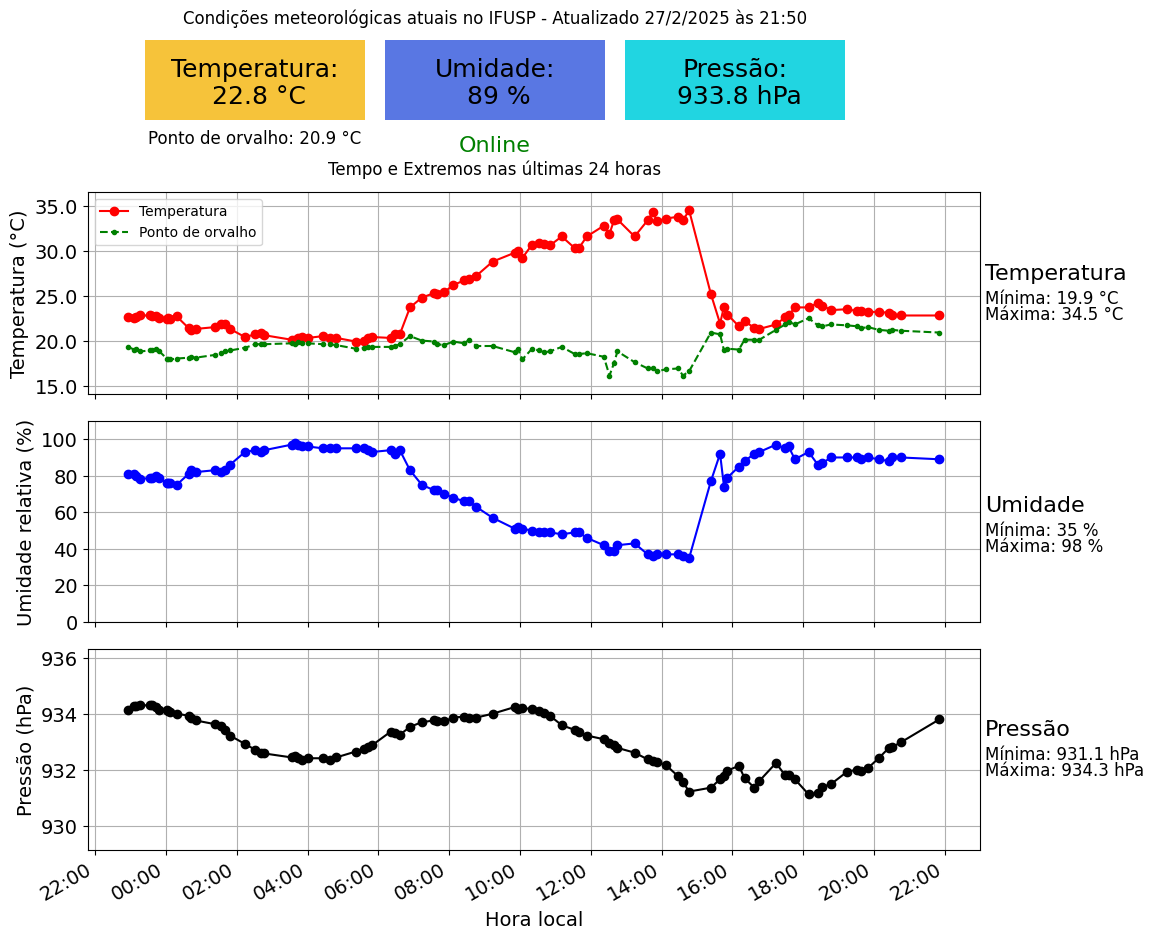 Condições meteorológicas atuais no IFUSP - Atualizado 27/2/2025 às 21:50
Temperatura:
22.8 °C
Umidade:
89 %
Pressão:
933.8 hPa
Ponto de orvalho: 20.9 °C
Online
Tempo e Extremos nas últimas 24 horas
Temperatura (°C)
35.0
30.0
25.0
20.0
15.0
Temperatura
Ponto de orvalho
Temperatura
Mínima: 19.9 °C
Máxima: 34.5 °C
Umidade relativa (%)
100
80
60
40
20
0
Umidade
Mínima: 35 %
Máxima: 98 %
Pressão (hPa)
936
934
932
930
Pressão
Mínima: 931.1 hPa
Máxima: 934.3 hPa
22:00 00:00 02:00 04:00 06:00 08:00 10:00 12:00 14:00 16:00 18:00 20:00 22:00
Hora local